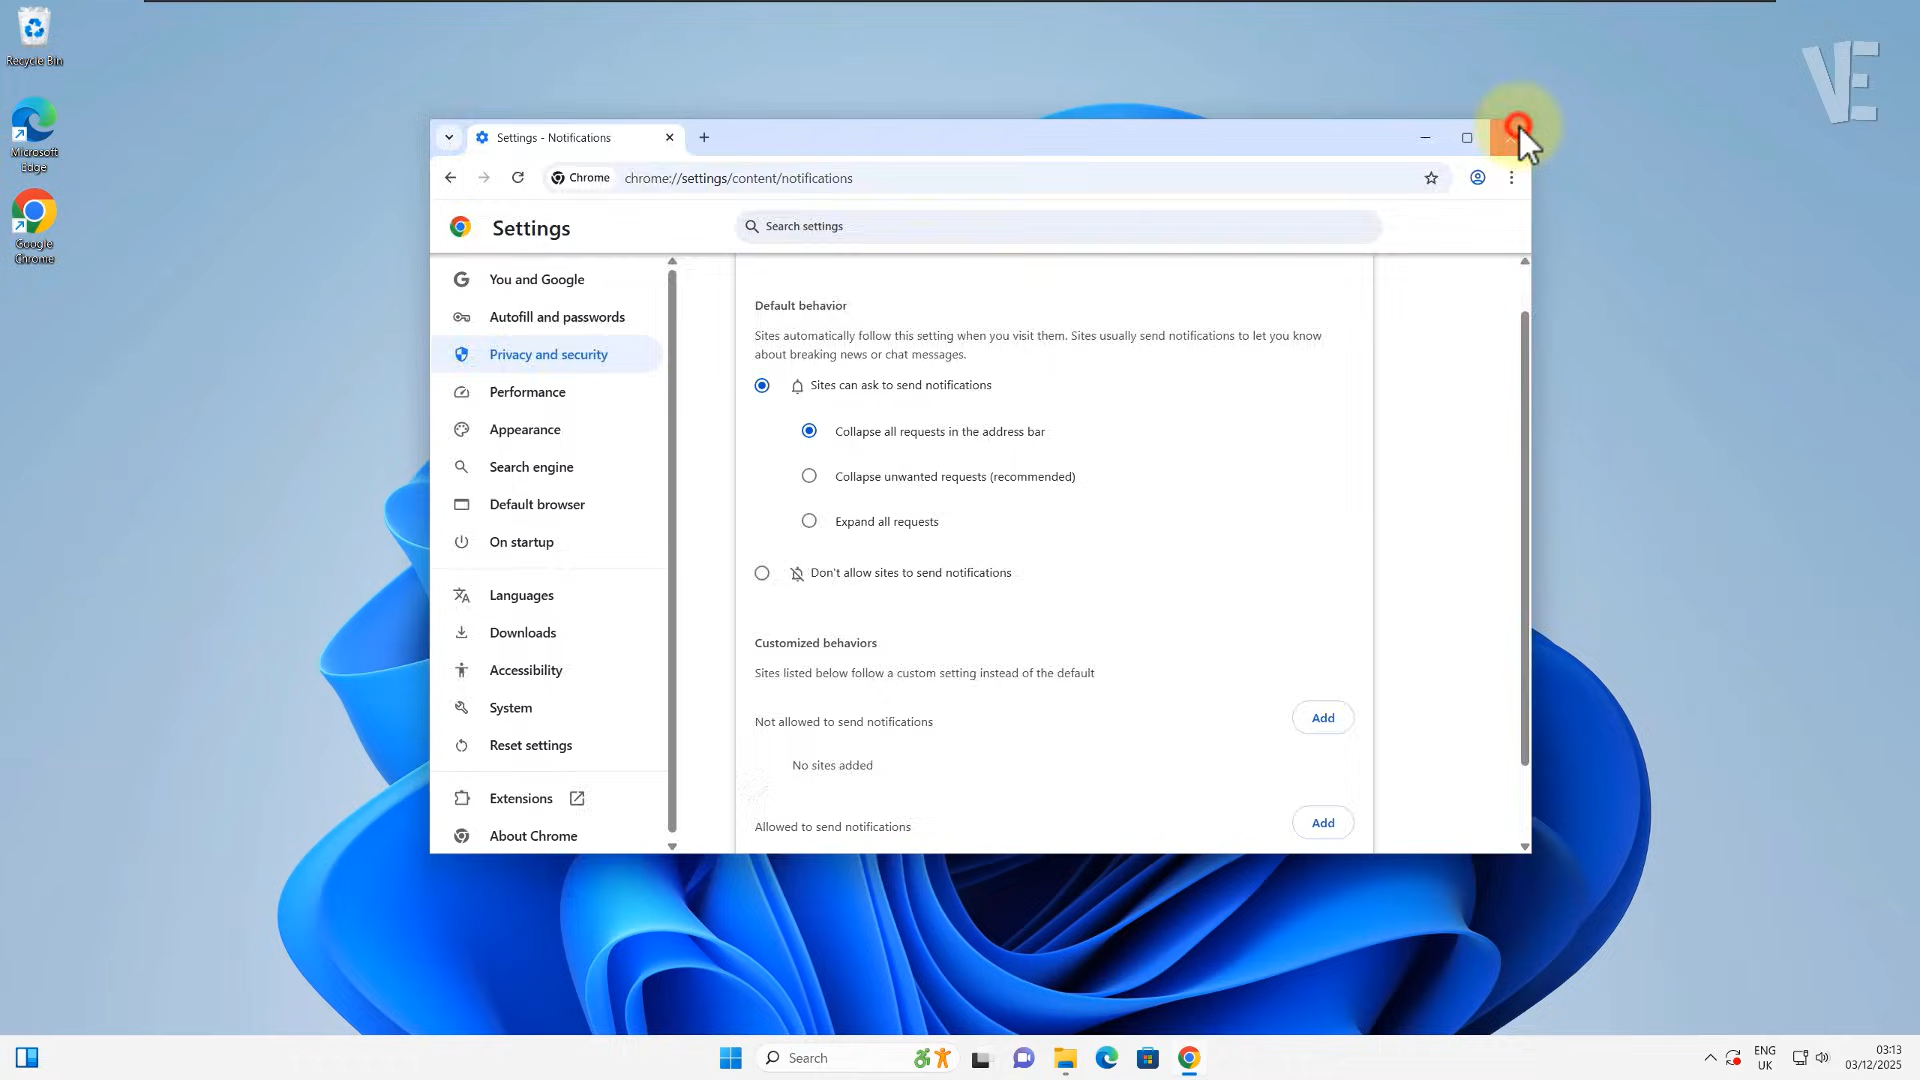 Recycle Bin
VE
Microsoft
Edge
Google
Chrome
Settings - Notifications
Chrome
chrome://settings/content/notifications
Settings
Search settings
You and Google
Autofill and passwords
Privacy and security
Performance
Appearance
Search engine
Default browser
On startup
Languages
Downloads
Accessibility
System
Reset settings
Extensions
About Chrome
Default behavior
Sites automatically follow this setting when you visit them. Sites usually send notifications to let you know
about breaking news or chat messages.
Sites can ask to send notifications
Collapse all requests in the address bar
Collapse unwanted requests (recommended)
Expand all requests
Don't allow sites to send notifications
Customized behaviors
Sites listed below follow a custom setting instead of the default
Not allowed to send notifications
Add
No sites added
Allowed to send notifications
Add
Search
ENG
UK
03:13
03/12/2025